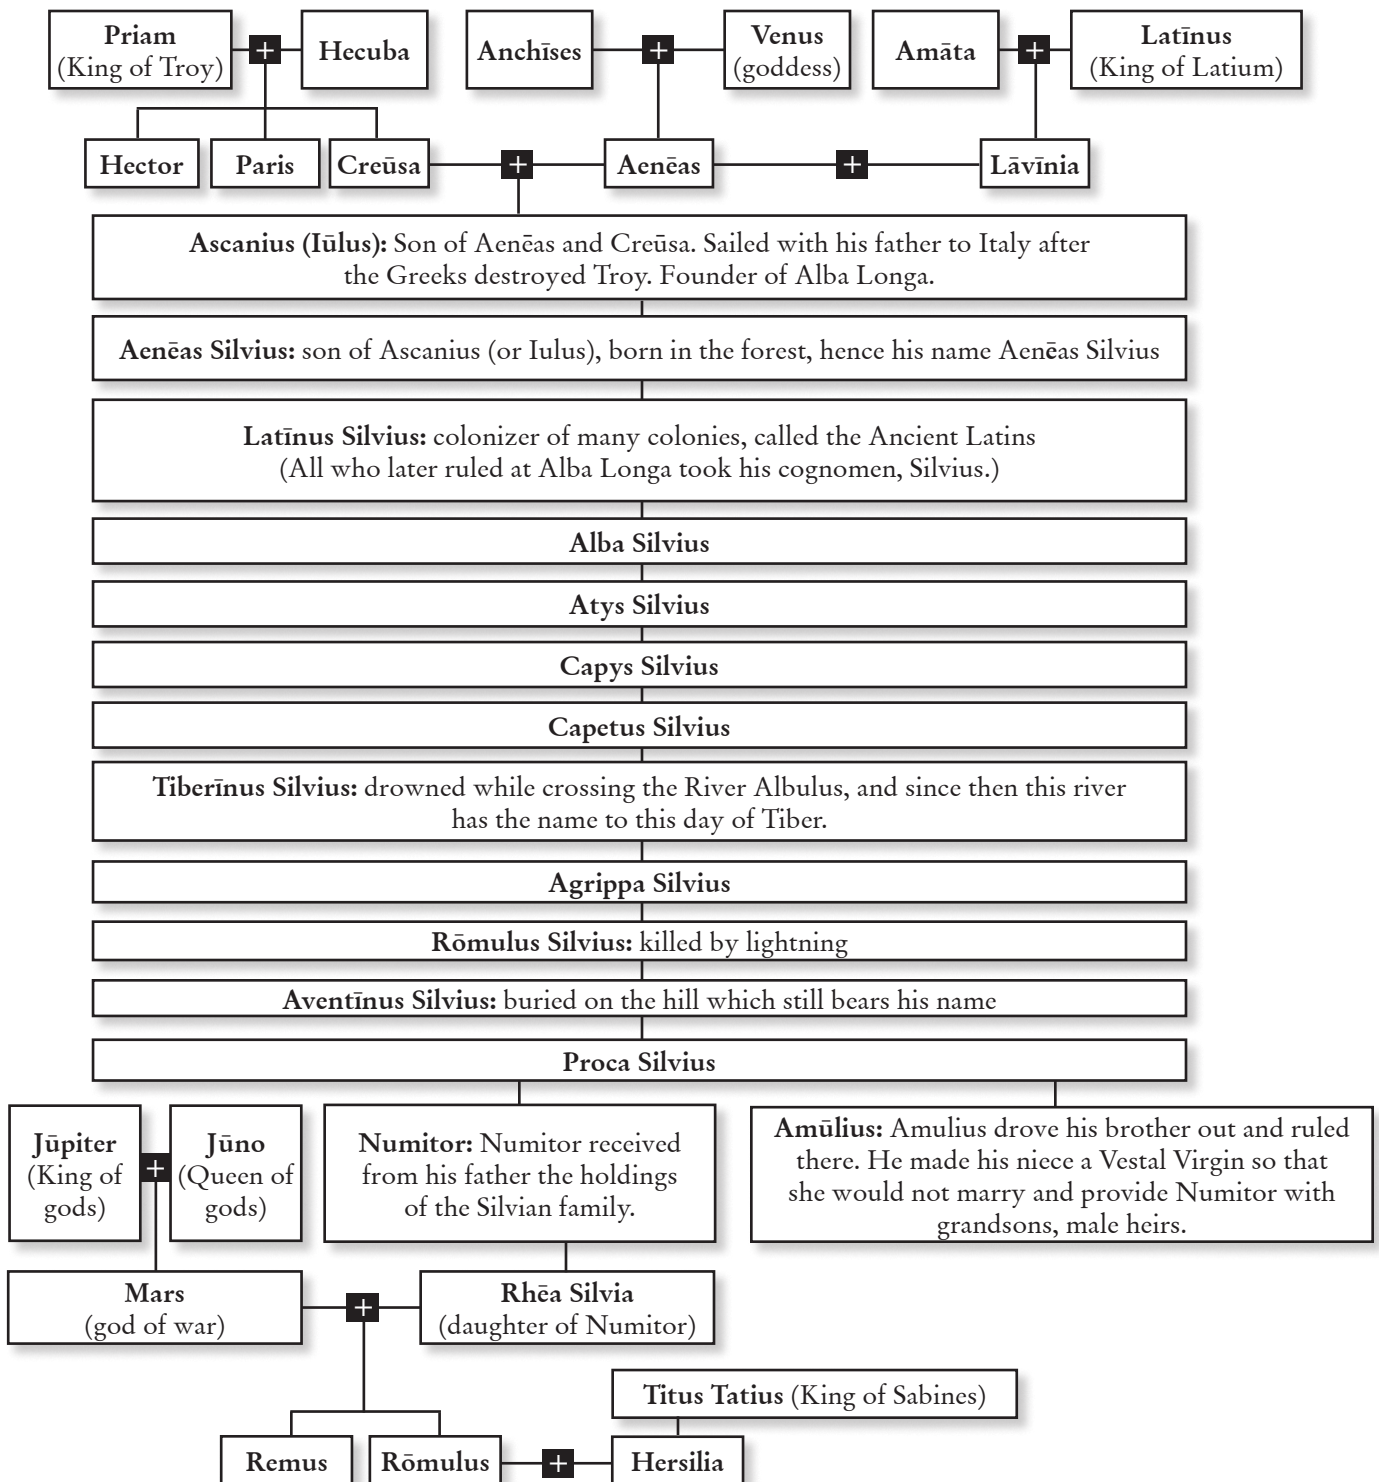 Priam
(King of Troy)
+
Hecuba
Anchīses
+
Venus
(goddess)
Amāta
+
Latīnus
(King of Latium)
Hector
Paris
Creūsa
+
Aenēas
+
Lāvīnia
Ascanius (Iūlus): Son of Aenēas and Creūsa. Sailed with his father to Italy after
the Greeks destroyed Troy. Founder of Alba Longa.
Aenēas Silvius: son of Ascanius (or Iulus), born in the forest, hence his name Aenēas Silvius
Latīnus Silvius: colonizer of many colonies, called the Ancient Latins
(All who later ruled at Alba Longa took his cognomen, Silvius.)
Alba Silvius
Atys Silvius
Capys Silvius
Capetus Silvius
Tiberīnus Silvius: drowned while crossing the River Albulus, and since then this river
has the name to this day of Tiber.
Agrippa Silvius
Rōmulus Silvius: killed by lightning
Aventīnus Silvius: buried on the hill which still bears his name
Proca Silvius
Jūpiter
(King of
gods)
+
Jūno
(Queen of
gods)
Numitor: Numitor received
from his father the holdings
of the Silvian family.
Amūlius: Amulius drove his brother out and ruled
there. He made his niece a Vestal Virgin so that
she would not marry and provide Numitor with
grandsons, male heirs.
Mars
(god of war)
+
Rhēa Silvia
(daughter of Numitor)
Titus Tatius (King of Sabines)
Remus
Rōmulus
+
Hersilia